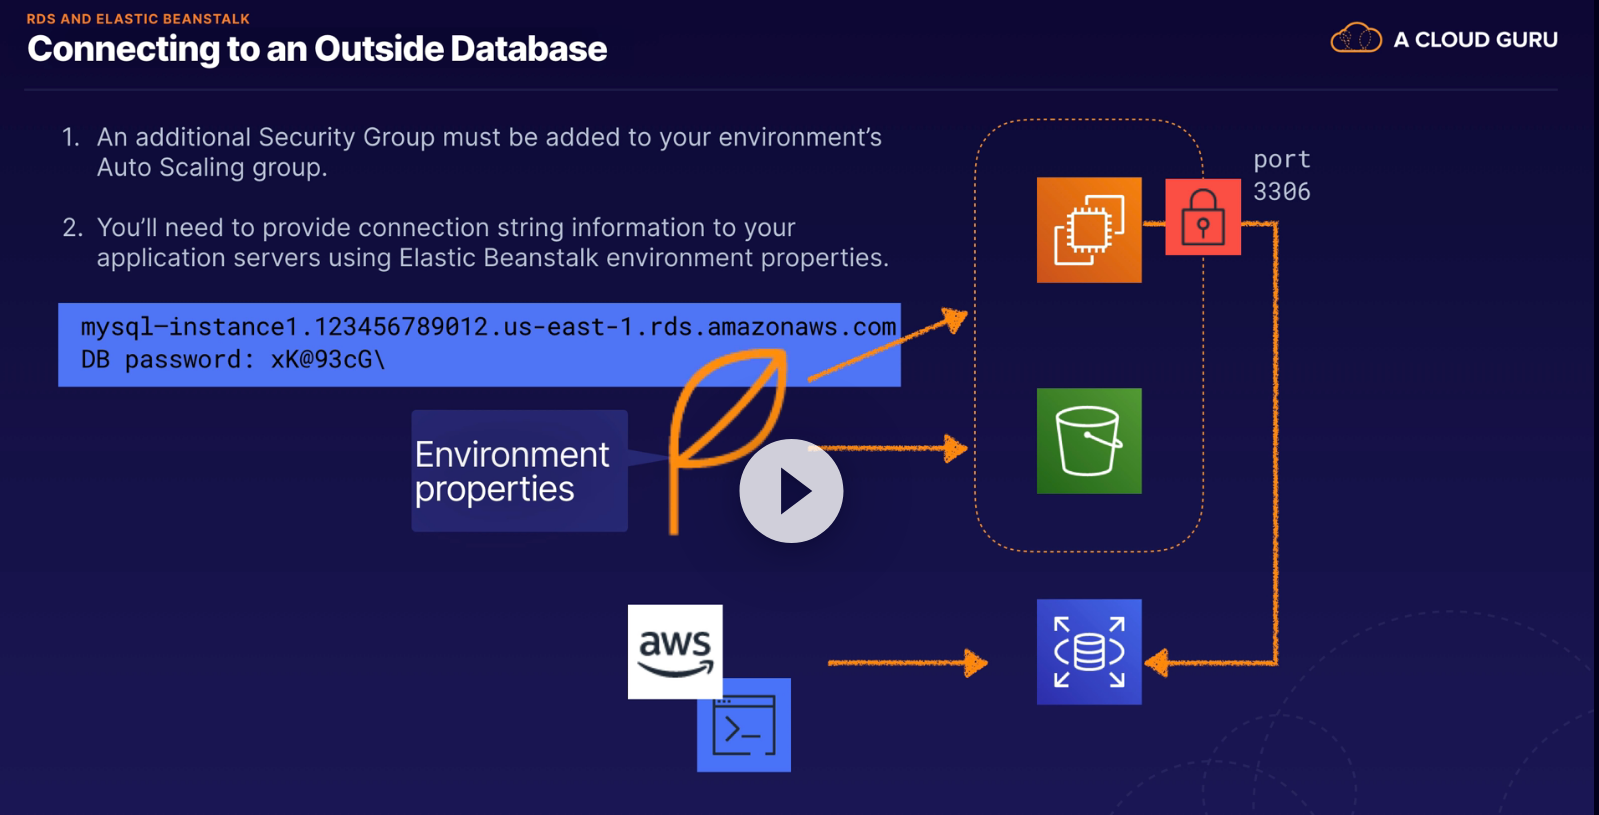 RDS AND ELASTIC BEANSTALK
Connecting to an Outside Database
A CLOUD GURU
1. An additional Security Group must be added to your environment’s
Auto Scaling group.
2. You’ll need to provide connection string information to your
application servers using Elastic Beanstalk environment properties.
mysql–instance1.123456789012.us-east-1.rds.amazonaws.com
DB password: xK@93cG\
port
3306
Environment
properties
aws